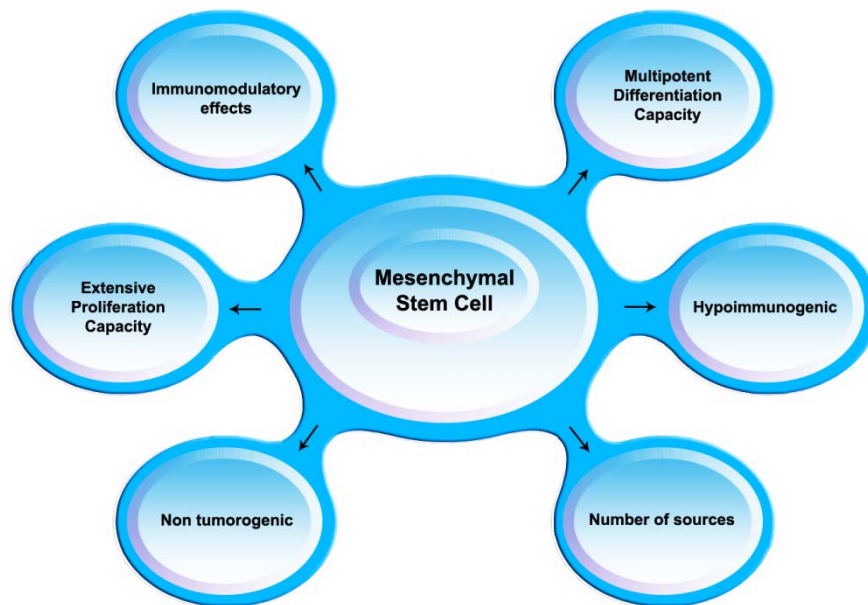 Immunomodulatory
effects
Multipotent
Differentiation
Capacity
Mesenchymal
Stem Cell
Extensive
Proliferation
Capacity
Hypoimmunogenic
Non tumorogenic
Number of sources